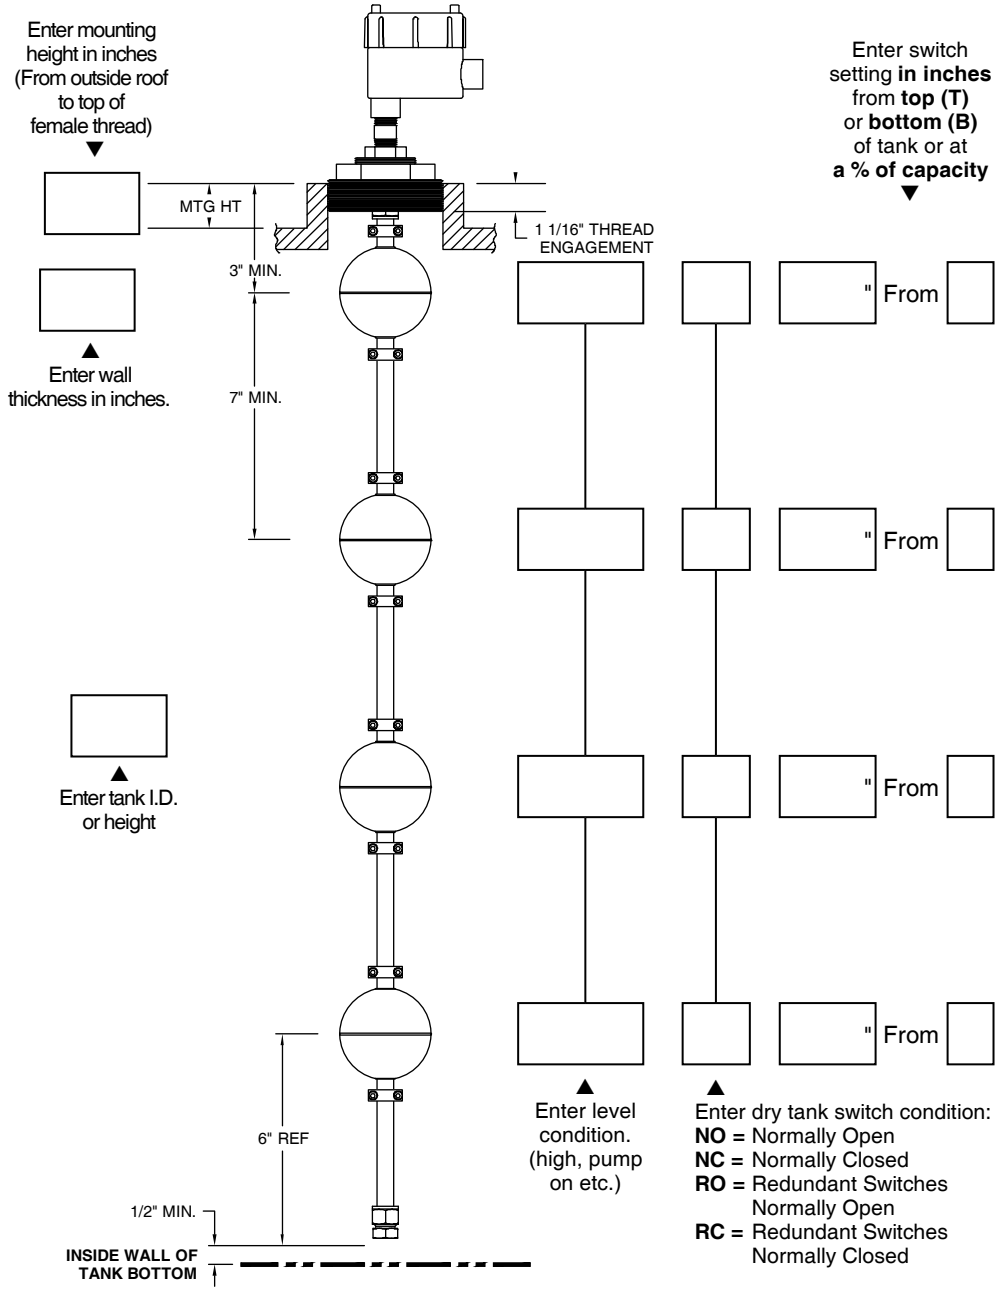 Enter mounting
height in inches
(From outside roof
to top of
female thread)
Enter switch
setting in inches
from top (T)
or bottom (B)
of tank or at
a % of capacity
MTG HT
1 1/16" THREAD
ENGAGEMENT
3" MIN.
" From
Enter wall
thickness in inches.
7" MIN.
" From
Enter tank I.D.
or height
" From
" From
6" REF
Enter level
condition.
(high, pump
on etc.)
Enter dry tank switch condition:
NO = Normally Open
NC = Normally Closed
RO = Redundant Switches
Normally Open
RC = Redundant Switches
Normally Closed
1/2" MIN.
INSIDE WALL OF
TANK BOTTOM